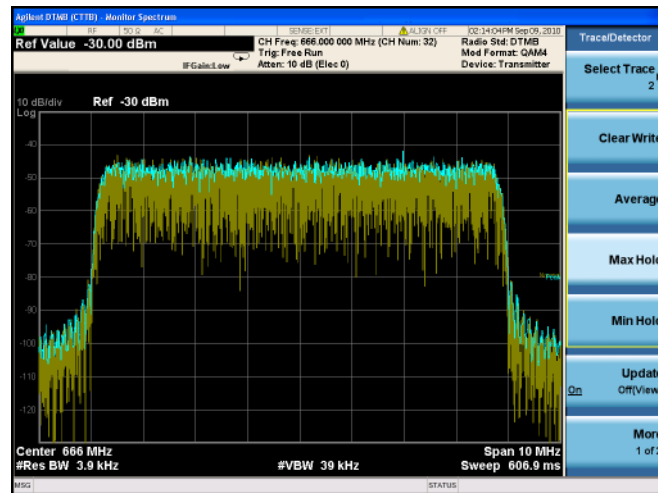 Agilent DTMB (CTTB) - Monitor Spectrum
RF 50 Ω AC SENSE:EXT ALIGN OFF 02:14:04PM Sep 09, 2010
Ref Value -30.00 dBm
CH Freq: 666.000 000 MHz (CH Num: 32)
Trig: Free Run
Atten: 10 dB (Elec 0)
IFGain:Low
Radio Std: DTMB
Mod Format: QAM4
Device: Transmitter
10 dB/div Ref -30 dBm
Log
-40
-50
-60
-70
-80
-90
-100
-110
-120
Center 666 MHz
Span 10 MHz
#Res BW 3.9 kHz
#VBW 39 kHz
Sweep 606.9 ms
MSG
STATUS
Trace/Detector
Select Trace
2
Clear Write
Average
Max Hold
Min Hold
Update
On Off(View
More
1 of 2